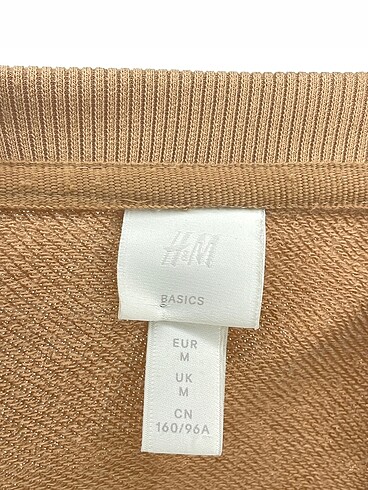 H&M
BASICS
EUR
M
UK
M
CN
160/96A